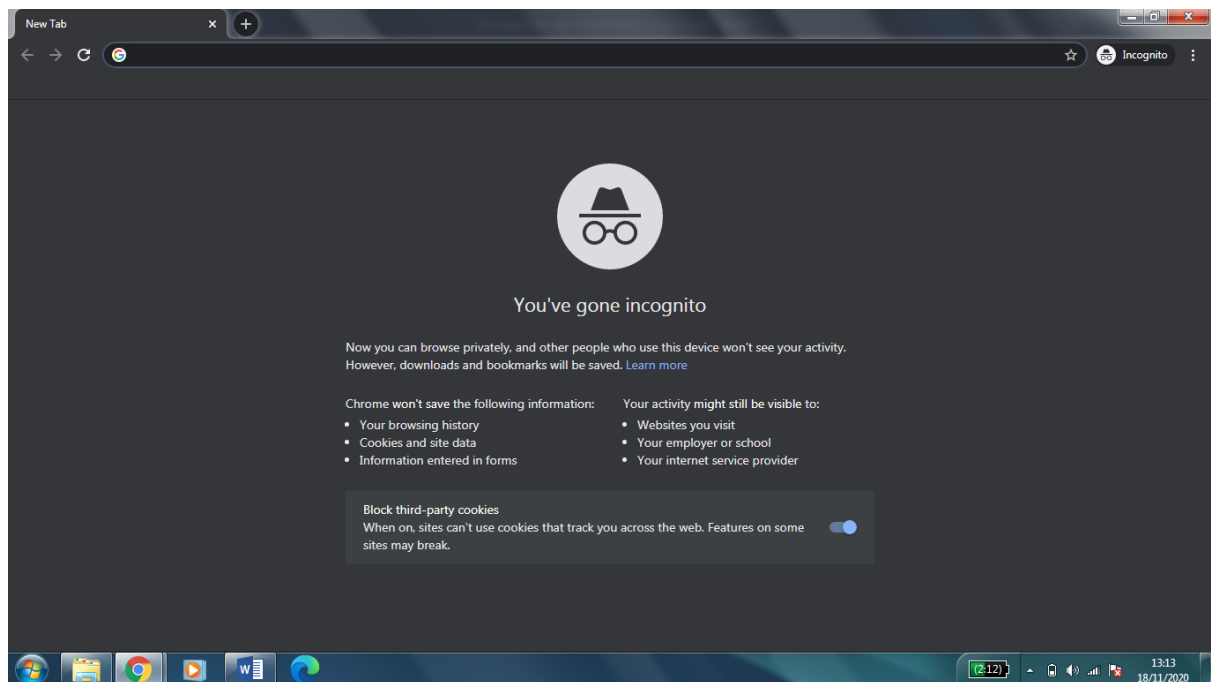 New Tab
Incognito
You've gone incognito
Now you can browse privately, and other people who use this device won't see your activity.
However, downloads and bookmarks will be saved. Learn more
Chrome won't save the following information:
Your browsing history
Cookies and site data
Information entered in forms
Your activity might still be visible to:
Websites you visit
Your employer or school
Your internet service provider
Block third-party cookies
When on, sites can't use cookies that track you across the web. Features on some
sites may break.
W
(2:12)
13:13
18/11/2020